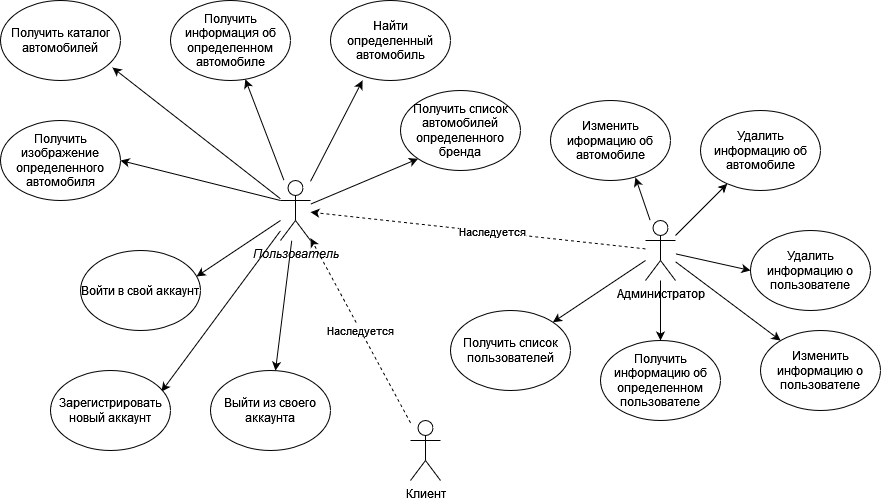 Получить каталог
автомобилей
Получить
информация об
определенном
автомобиле
Найти
определенный
автомобиль
Получить список
автомобилей
определенного
бренда
Получить
изображение
определенного
автомобиля
Изменить
иформацию об
автомобиле
Удалить
информацию об
автомобиле
Наследуется
Пользователь
Удалить
информацию о
пользователе
Войти в свой аккаунт
Администратор
Наследуется
Получить список
пользователей
Получить
информацию об
определенном
пользователе
Изменить
информацию о
пользователе
Зарегистрировать
новый аккаунт
Выйти из своего
аккаунта
Клиент